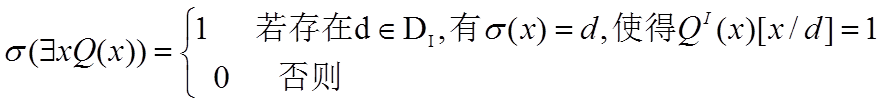 σ(∃xQ(x)) = { 1 若存在d∈D_I,有σ(x)=d,使得Q^I(x)[x/d]=1
0 否则